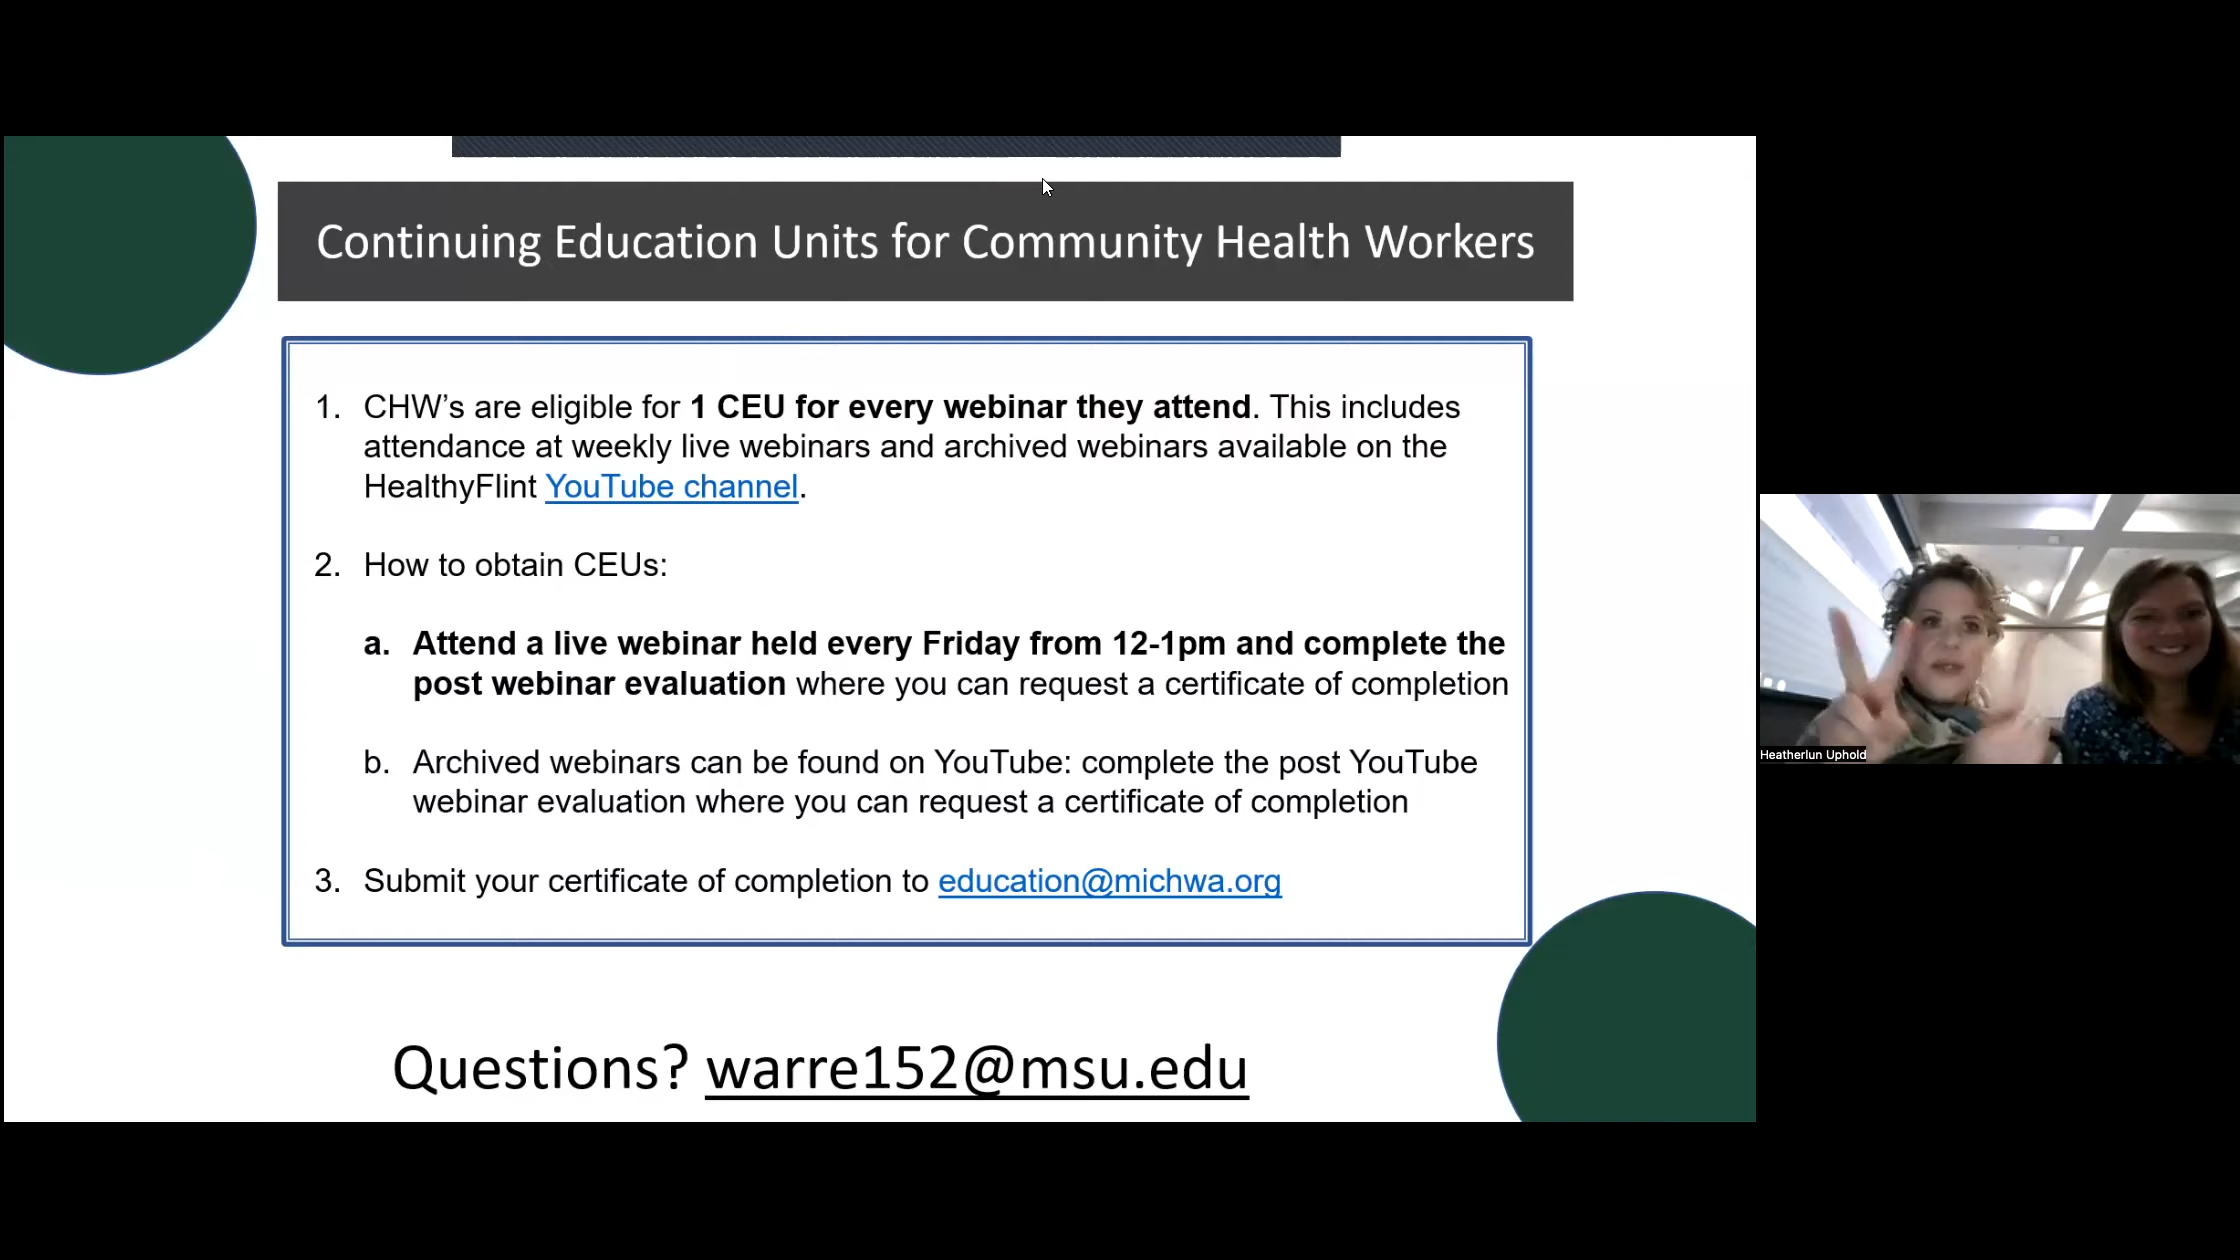 Continuing Education Units for Community Health Workers
1. CHW's are eligible for 1 CEU for every webinar they attend. This includes
attendance at weekly live webinars and archived webinars available on the
HealthyFlint YouTube channel.
2. How to obtain CEUs:
a. Attend a live webinar held every Friday from 12-1pm and complete the
post webinar evaluation where you can request a certificate of completion
b. Archived webinars can be found on YouTube: complete the post YouTube
webinar evaluation where you can request a certificate of completion
3. Submit your certificate of completion to education@michwa.org
Questions? warre152@msu.edu
Heatherlun Uphold